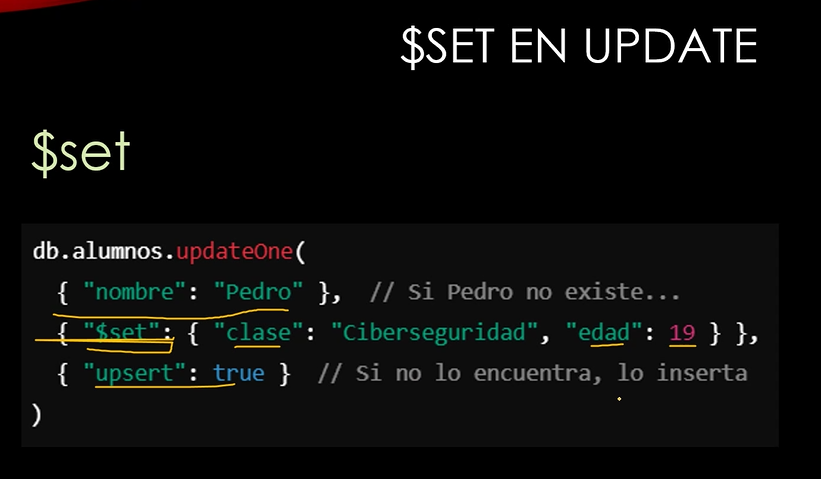 $SET EN UPDATE
$set
db.alumnos.updateOne(
{ "nombre": "Pedro" }, // Si Pedro no existe...
{ "$set": { "clase": "Ciberseguridad", "edad": 19 } },
{ "upsert": true } // Si no lo encuentra, lo inserta
)